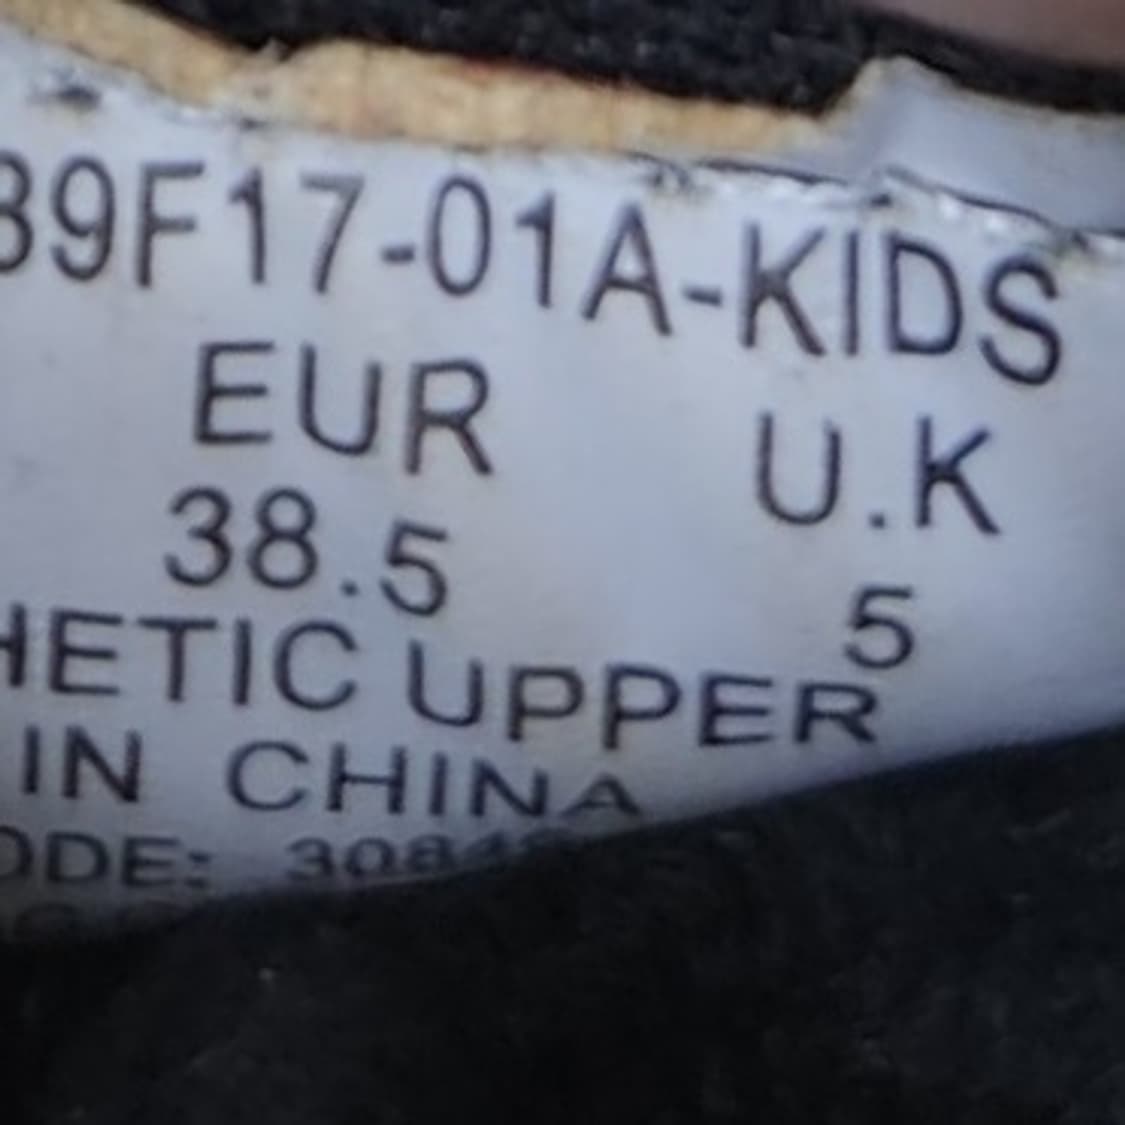 39F17-01A-KIDS
EUR U.K
38.5 5
HETIC UPPER
IN CHINA
ODE: